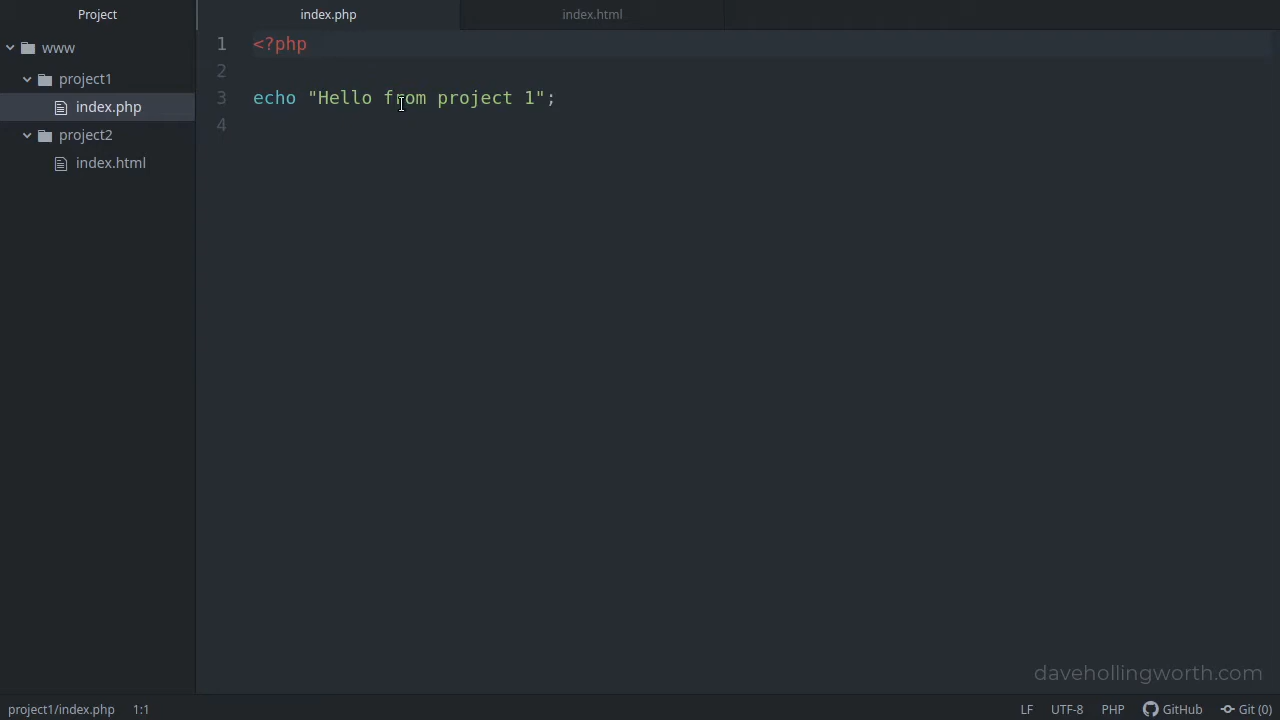 Project
index.php
index.html
www
project1
index.php
project2
index.html
1 <?php
2
3 echo "Hello from project 1";
4
davehollingworth.com
project1/index.php 1:1
LF UTF-8 PHP GitHub Git (0)